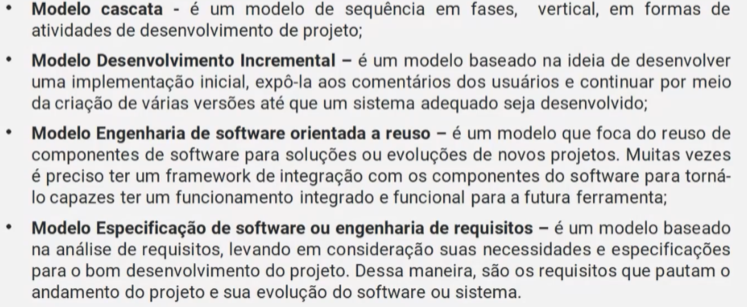 • Modelo cascata - é um modelo de sequência em fases, vertical, em formas de
atividades de desenvolvimento de projeto;
• Modelo Desenvolvimento Incremental – é um modelo baseado na ideia de desenvolver
uma implementação inicial, expô-la aos comentários dos usuários e continuar por meio
da criação de várias versões até que um sistema adequado seja desenvolvido;
• Modelo Engenharia de software orientada a reuso – é um modelo que foca do reuso de
componentes de software para soluções ou evoluções de novos projetos. Muitas vezes
é preciso ter um framework de integração com os componentes do software para torná-
lo capazes ter um funcionamento integrado e funcional para a futura ferramenta;
• Modelo Especificação de software ou engenharia de requisitos – é um modelo baseado
na análise de requisitos, levando em consideração suas necessidades e especificações
para o bom desenvolvimento do projeto. Dessa maneira, são os requisitos que pautam o
andamento do projeto e sua evolução do software ou sistema.